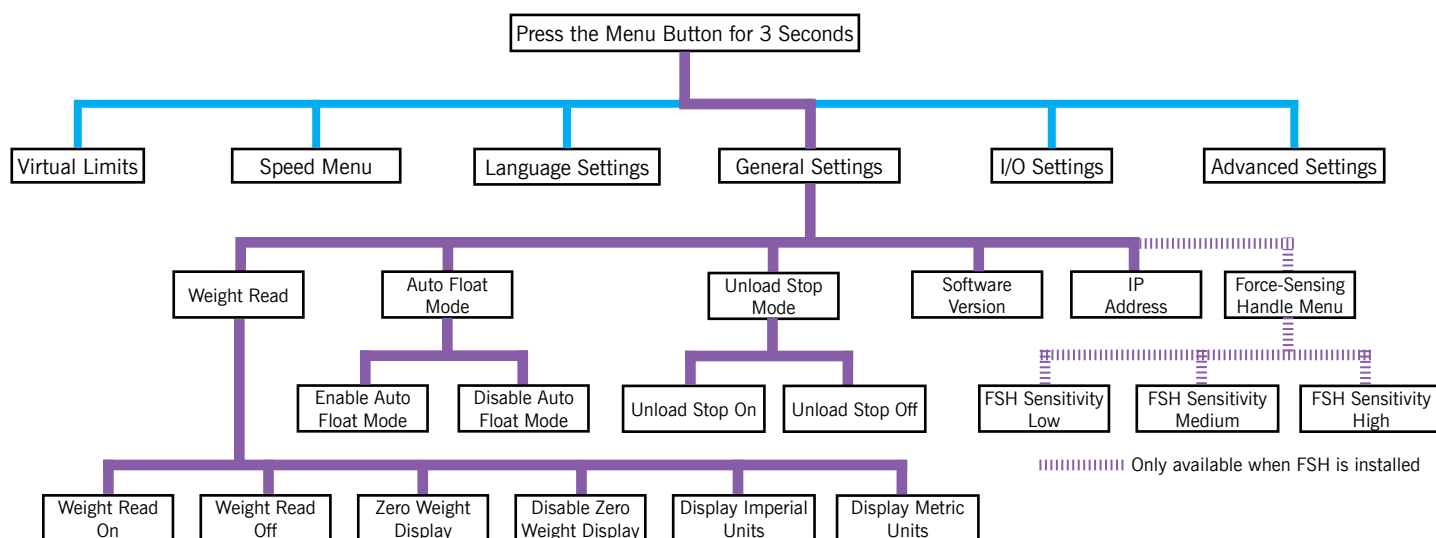 Press the Menu Button for 3 Seconds
Virtual Limits
Speed Menu
Language Settings
General Settings
I/O Settings
Advanced Settings
Weight Read
Auto Float
Mode
Unload Stop
Mode
Software
Version
IP
Address
Force-Sensing
Handle Menu
Enable Auto
Float Mode
Disable Auto
Float Mode
Unload Stop On
Unload Stop Off
FSH Sensitivity
Low
FSH Sensitivity
Medium
FSH Sensitivity
High
Only available when FSH is installed
Weight Read
On
Weight Read
Off
Zero Weight
Display
Disable Zero
Weight Display
Display Imperial
Units
Display Metric
Units